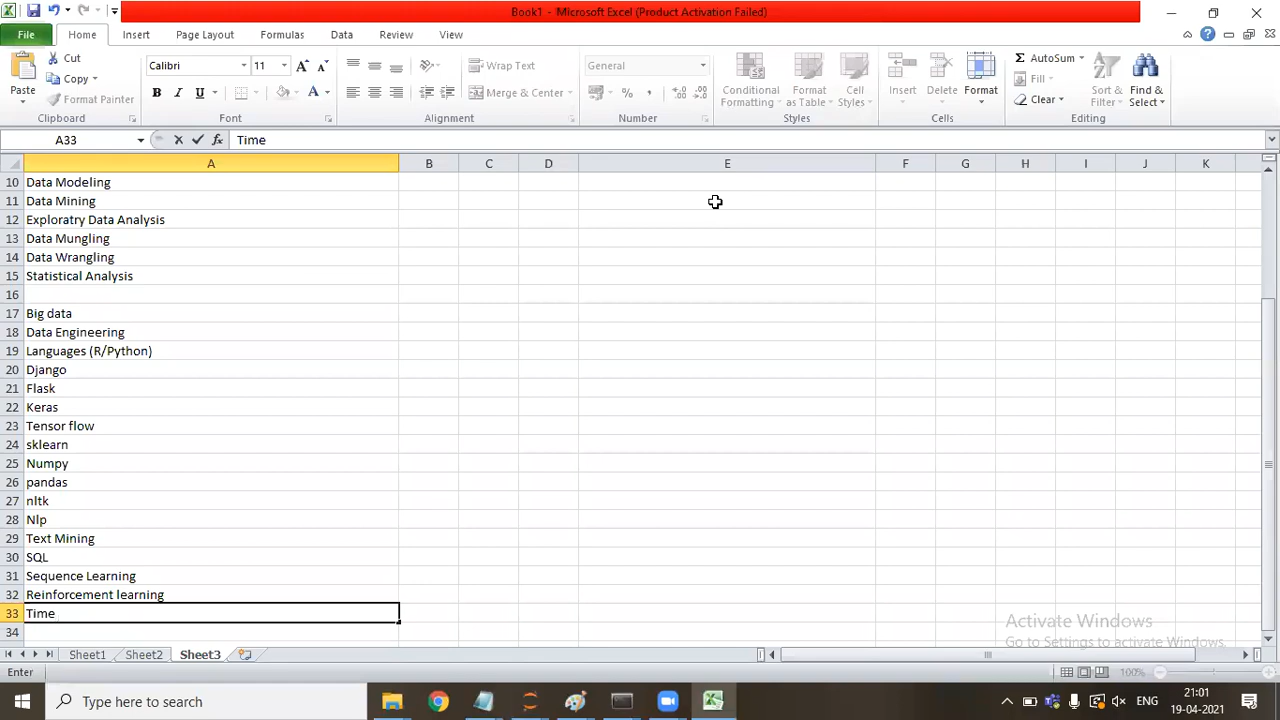 Book1 - Microsoft Excel (Product Activation Failed)
File Home Insert Page Layout Formulas Data Review View
Paste Cut Copy Format Painter Clipboard
Calibri 11 B I U A Font
Wrap Text Merge & Center Alignment
General % , Number
Conditional Formatting Format as Table Cell Styles Styles
Insert Delete Format Cells
Σ AutoSum Fill Clear Sort & Filter Find & Select Editing
A33 fx Time
A B C D E F G H I J K
10 Data Modeling
11 Data Mining
12 Exploratry Data Analysis
13 Data Mungling
14 Data Wrangling
15 Statistical Analysis
16
17 Big data
18 Data Engineering
19 Languages (R/Python)
20 Django
21 Flask
22 Keras
23 Tensor flow
24 sklearn
25 Numpy
26 pandas
27 nltk
28 Nlp
29 Text Mining
30 SQL
31 Sequence Learning
32 Reinforcement learning
33 Time
34
Activate Windows
Go to Settings to activate Windows.
Sheet1 Sheet2 Sheet3
Enter 100%
Type here to search
ENG 21:01
19-04-2021